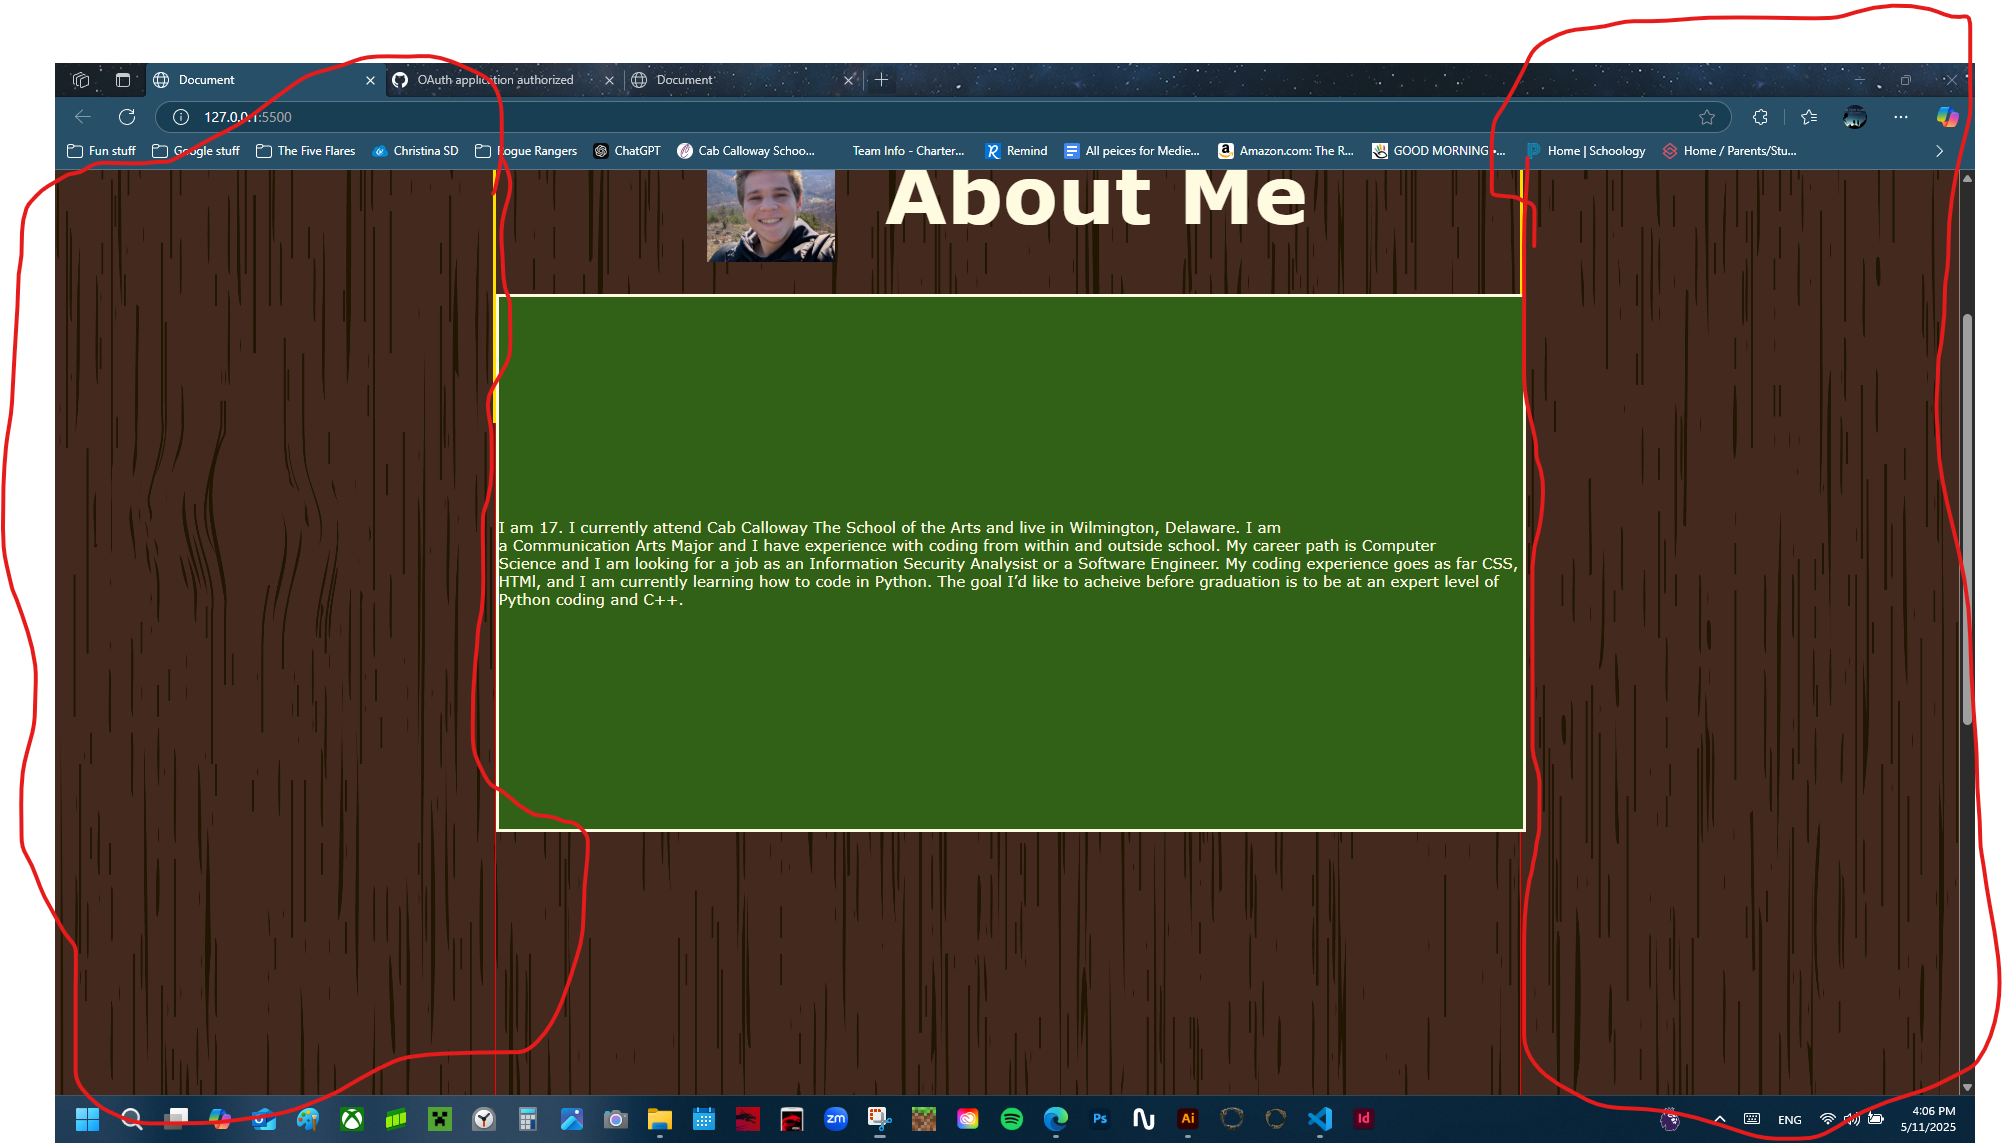 Document
OAuth application authorized
Document
127.0.0.1:5500
Fun stuff
Google stuff
The Five Flares
Christina SD
Rogue Rangers
ChatGPT
Cab Calloway Schoo...
Team Info - Charter...
Remind
All peices for Medie...
Amazon.com: The R...
GOOD MORNING •...
Home | Schoology
Home / Parents/Stu...
About Me
I am 17. I currently attend Cab Calloway The School of the Arts and live in Wilmington, Delaware. I am
a Communication Arts Major and I have experience with coding from within and outside school. My career path is Computer
Science and I am looking for a job as an Information Security Analysist or a Software Engineer. My coding experience goes as far CSS,
HTMl, and I am currently learning how to code in Python. The goal I’d like to acheive before graduation is to be at an expert level of
Python coding and C++.
zm
Ps
Ai
Id
ENG
4:06 PM
5/11/2025